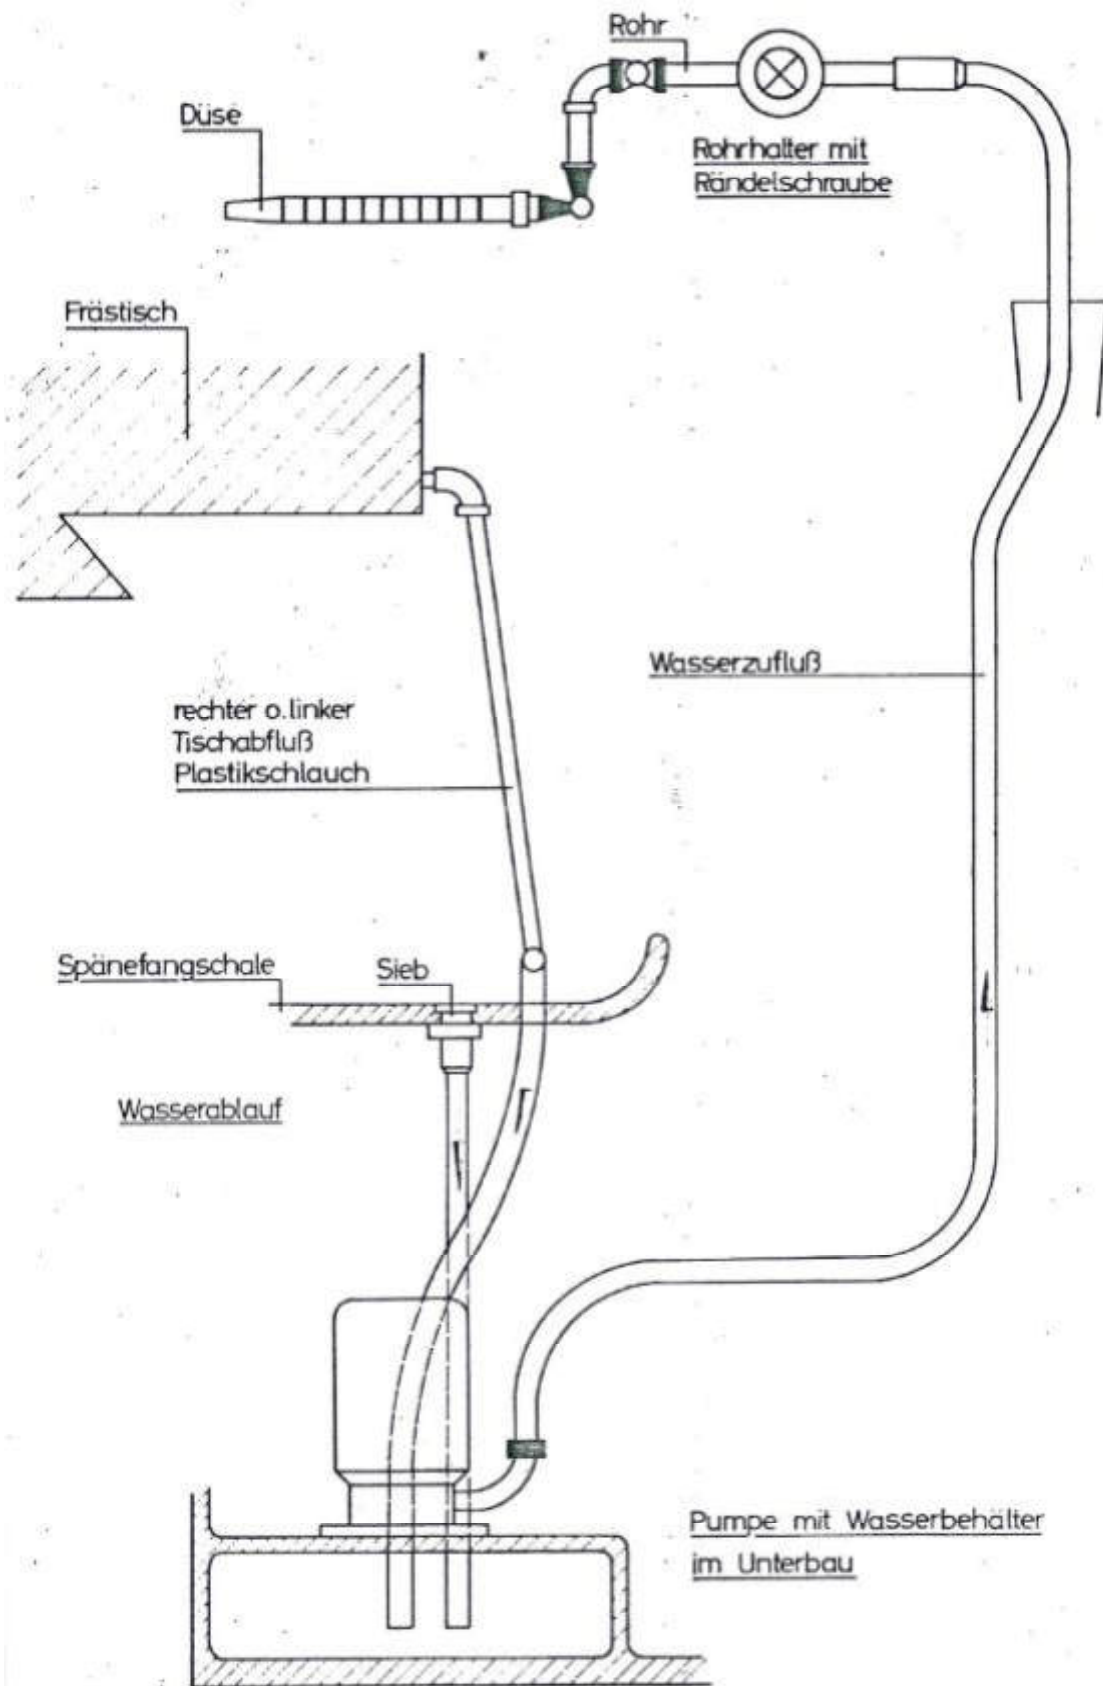 Rohr
Düse
Rohrhalter mit
Rändelschraube
Frästisch
Wasserzufluß
rechter o. linker
Tischabfluß
Plastikschlauch
Spänefangschale
Sieb
Wasserablauf
Pumpe mit Wasserbehälter
im Unterbau